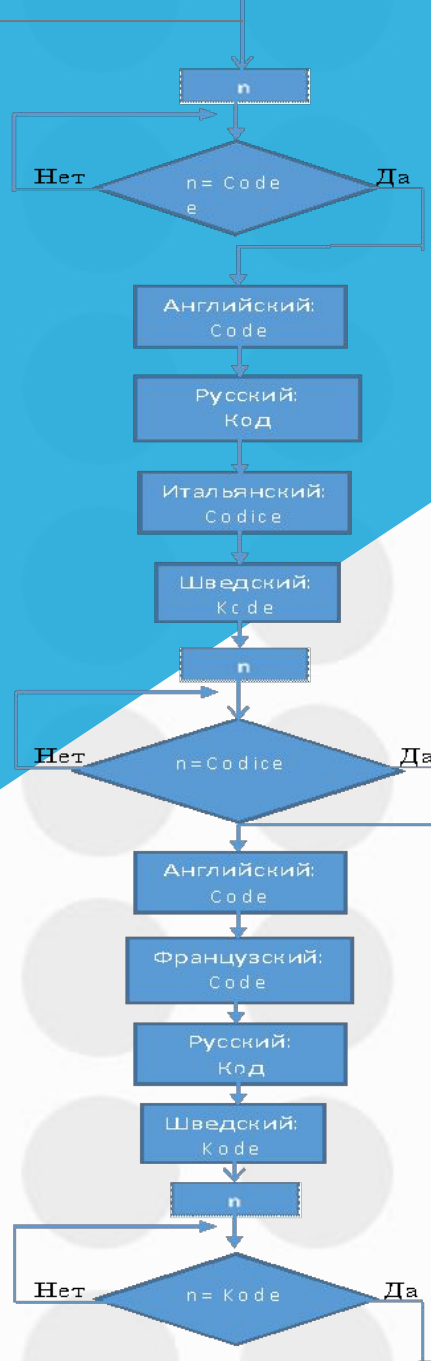 n
Нет
n= Code
e
Да
Английский:
Code
Русский:
Код
Итальянский:
Codice
Шведский:
Kode
n
Нет
n=Codice
Да
Английский:
Code
Французский:
Code
Русский:
Код
Шведский:
Kode
n
Нет
n= Kode
Да